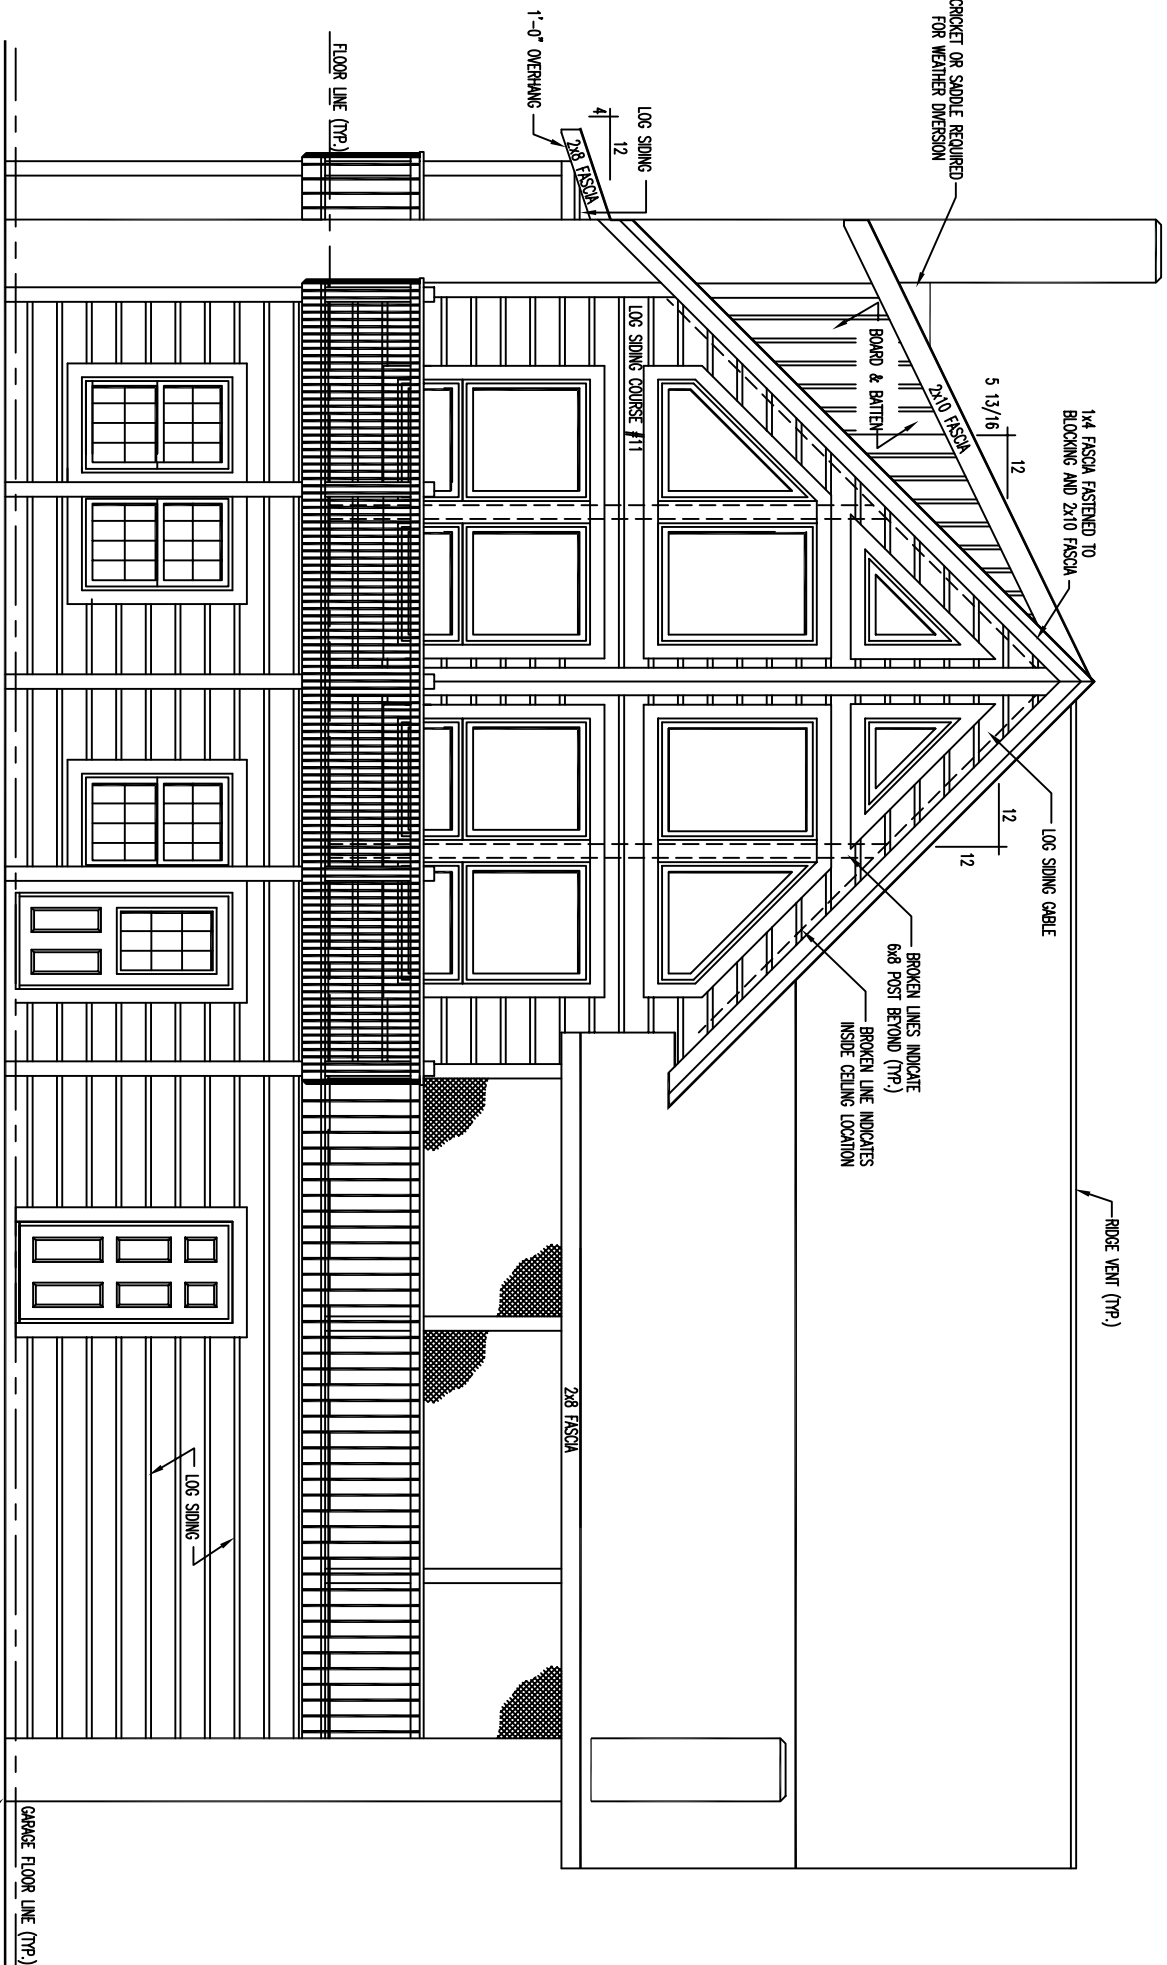 CRICKET OR SADDLE REQUIRED
FOR WEATHER DIVERSION
1x4 FASCIA FASTENED TO
BLOCKING AND 2x10 FASCIA
12
5 13/16
2x10 FASCIA
BOARD & BATTEN
RIDGE VENT (TYP.)
LOG SIDING GABLE
12
12
BROKEN LINES INDICATE
6x8 POST BEYOND (TYP.)
BROKEN LINE INDICATES
INSIDE CEILING LOCATION
LOG SIDING
12
4
2x8 FASCIA
1'-0" OVERHANG
LOG SIDING COURSE #11
2x8 FASCIA
FLOOR LINE (TYP.)
LOG SIDING
GARAGE FLOOR LINE (TYP.)